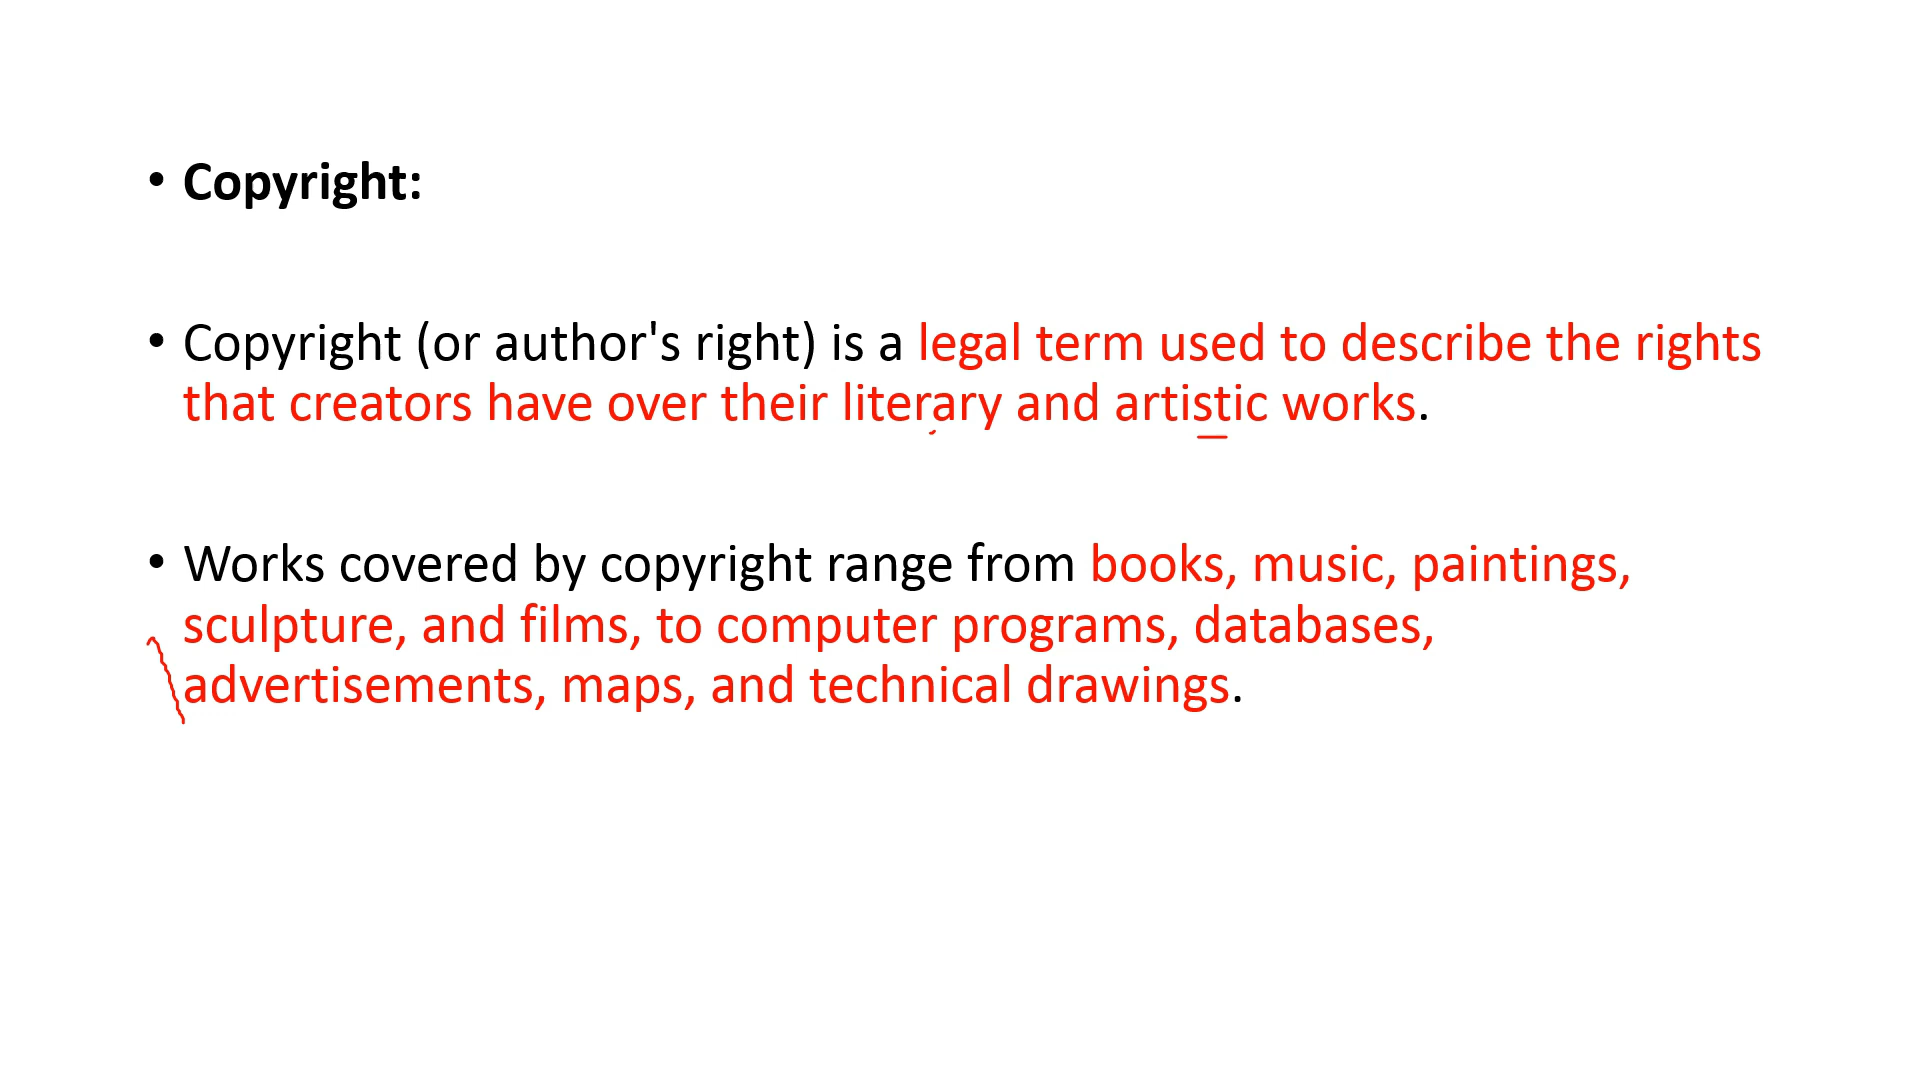 • Copyright:
• Copyright (or author's right) is a legal term used to describe the rights
that creators have over their literary and artistic works.
• Works covered by copyright range from books, music, paintings,
sculpture, and films, to computer programs, databases,
advertisements, maps, and technical drawings.